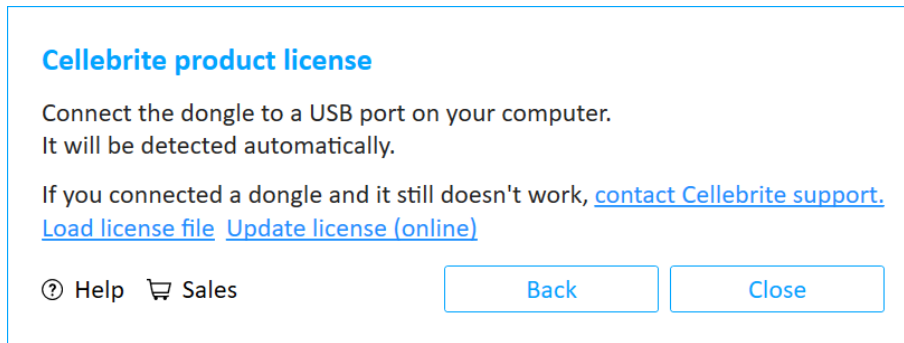 Cellebrite product license
Connect the dongle to a USB port on your computer.
It will be detected automatically.
If you connected a dongle and it still doesn't work, contact Cellebrite support.
Load license file Update license (online)
Help Sales Back Close